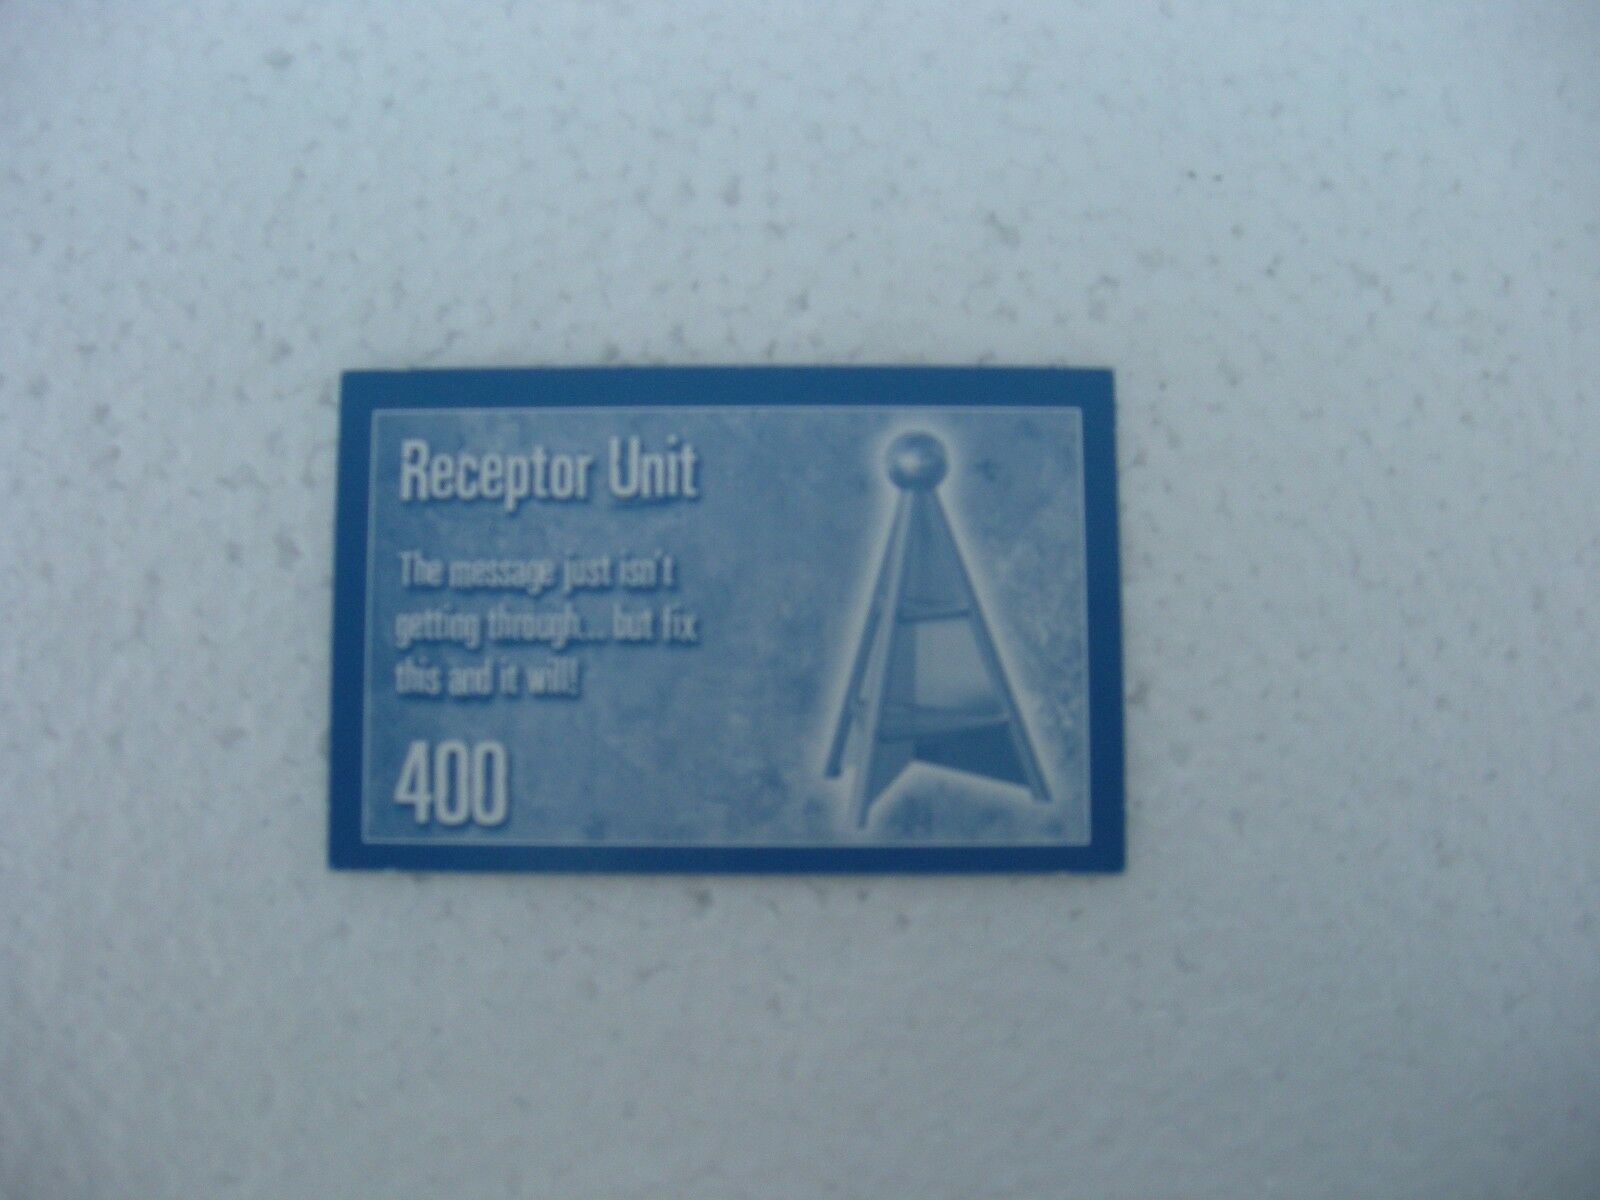 Receptor Unit
The message just isn't
getting through... but fix
this and it will!
400